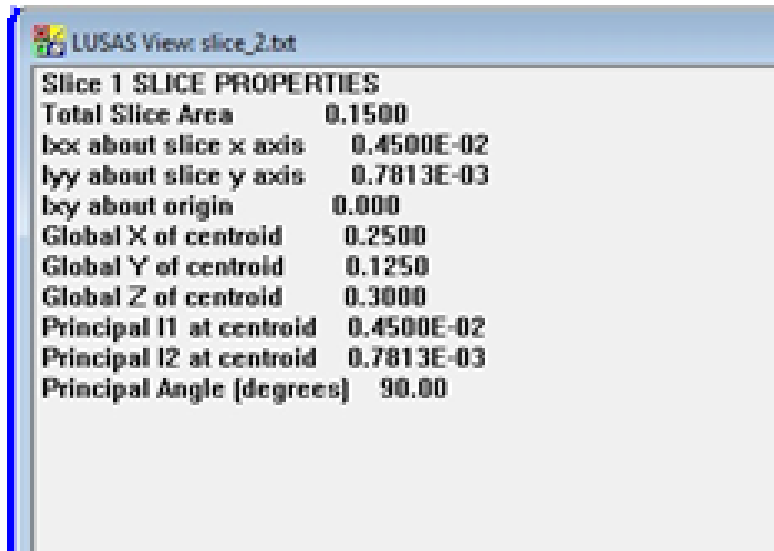 LUSAS View: slice_2.txt
Slice 1 SLICE PROPERTIES
Total Slice Area 0.1500
Ixx about slice x axis 0.4500E-02
Iyy about slice y axis 0.7813E-03
Ixy about origin 0.000
Global X of centroid 0.2500
Global Y of centroid 0.1250
Global Z of centroid 0.3000
Principal I1 at centroid 0.4500E-02
Principal I2 at centroid 0.7813E-03
Principal Angle (degrees) 90.00